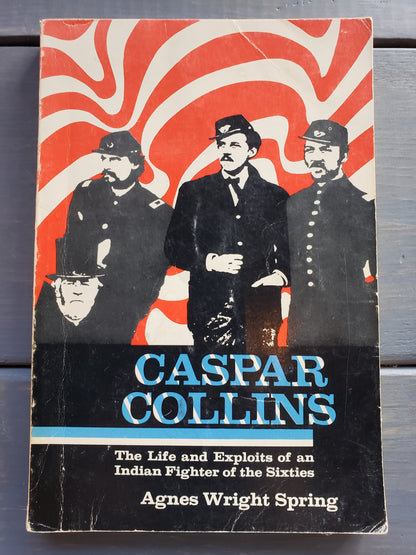 CASPAR
COLLINS
The Life and Exploits of an
Indian Fighter of the Sixties
Agnes Wright Spring